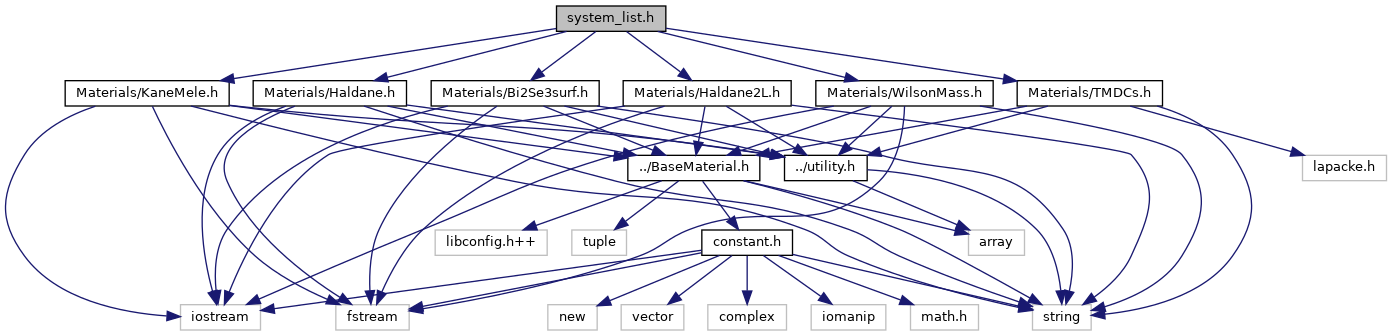 system_list.h
Materials/KaneMele.h
Materials/Haldane.h
Materials/Bi2Se3surf.h
Materials/Haldane2L.h
Materials/WilsonMass.h
Materials/TMDCs.h
../BaseMaterial.h
../utility.h
lapacke.h
libconfig.h++
tuple
constant.h
array
iostream
fstream
new
vector
complex
iomanip
math.h
string